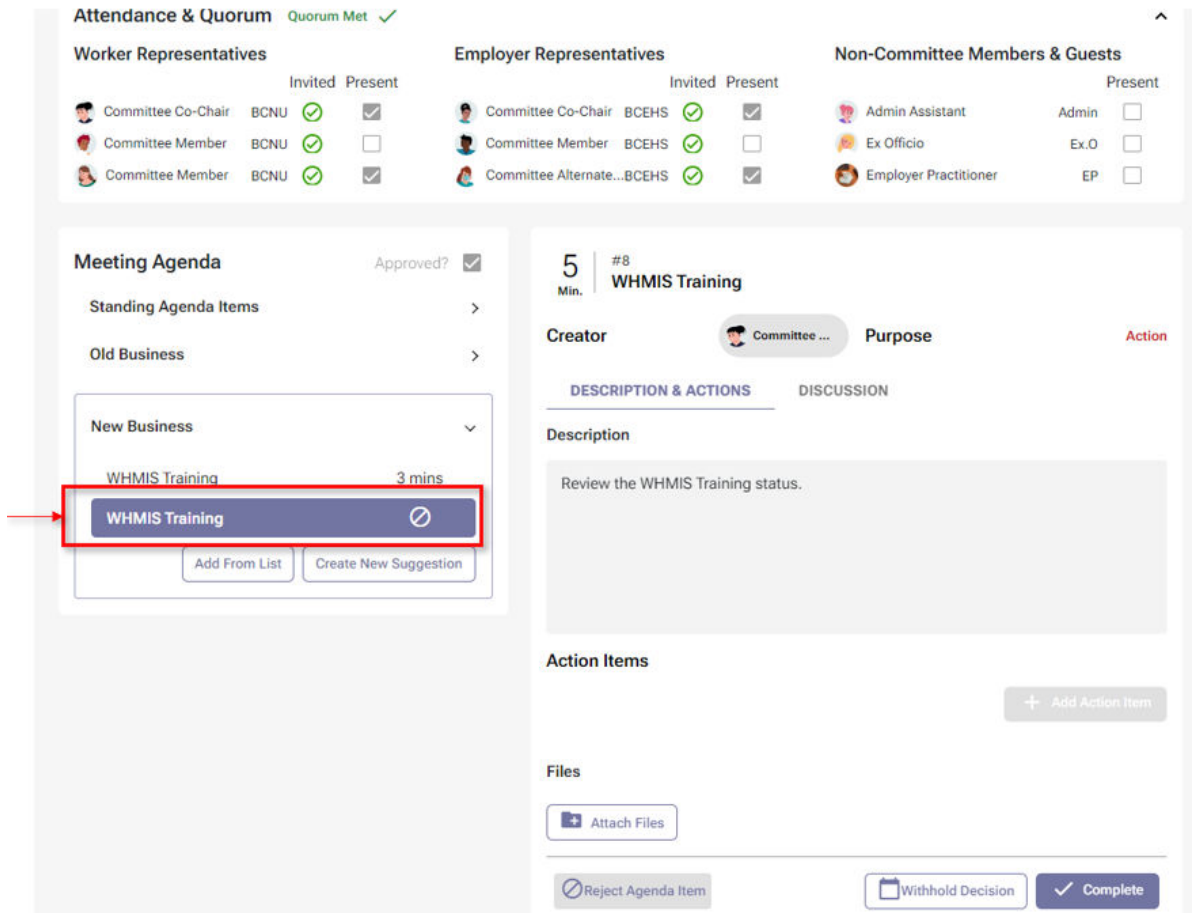 Attendance & Quorum Quorum Met
Worker Representatives Employer Representatives Non-Committee Members & Guests
Invited Present Invited Present Present
Committee Co-Chair BCNU Committee Co-Chair BCEHS Admin Assistant Admin
Committee Member BCNU Committee Member BCEHS Ex Officio Ex.O
Committee Member BCNU Committee Alternate...BCEHS Employer Practitioner EP
Meeting Agenda Approved?
Standing Agenda Items
Old Business
New Business
WHMIS Training 3 mins
WHMIS Training
Add From List Create New Suggestion
5 Min.
#8
WHMIS Training
Creator Committee ... Purpose Action
DESCRIPTION & ACTIONS DISCUSSION
Description
Review the WHMIS Training status.
Action Items
+ Add Action Item
Files
Attach Files
Reject Agenda Item Withhold Decision Complete